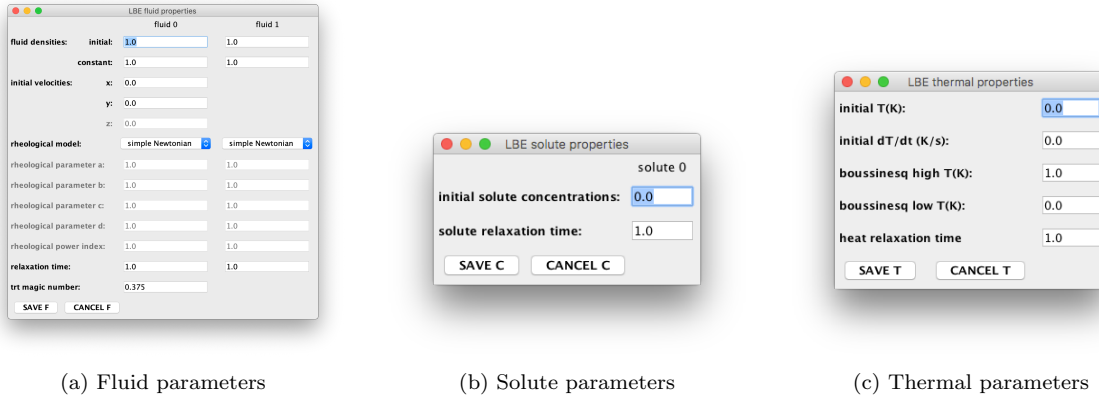 LBE fluid properties
fluid 0 fluid 1
fluid densities: initial: 1.0 1.0
constant: 1.0 1.0
initial velocities: x: 0.0
y: 0.0
z: 0.0
rheological model: simple Newtonian simple Newtonian
rheological parameter a: 1.0 1.0
rheological parameter b: 1.0 1.0
rheological parameter c: 1.0 1.0
rheological parameter d: 1.0 1.0
rheological power index: 1.0 1.0
relaxation time: 1.0 1.0
trt magic number: 0.375
SAVE F CANCEL F
(a) Fluid parameters
LBE solute properties
solute 0
initial solute concentrations: 0.0
solute relaxation time: 1.0
SAVE C CANCEL C
(b) Solute parameters
LBE thermal properties
initial T(K): 0.0
initial dT/dt (K/s): 0.0
boussinesq high T(K): 1.0
boussinesq low T(K): 0.0
heat relaxation time 1.0
SAVE T CANCEL T
(c) Thermal parameters